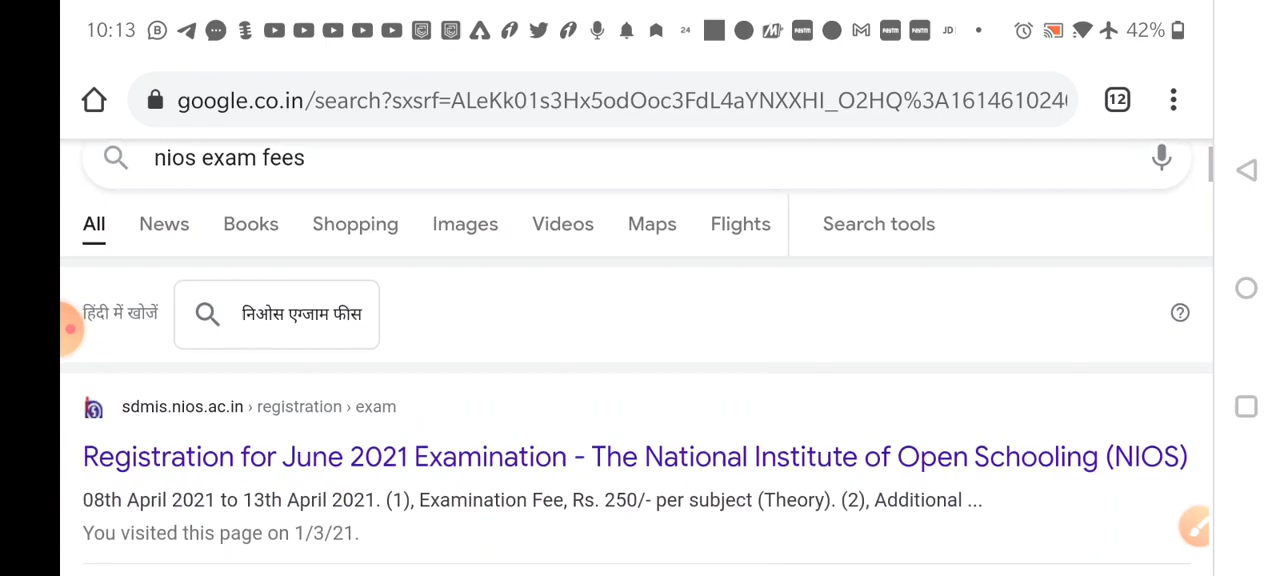 10:13 24 42%
google.co.in/search?sxsrf=ALeKk01s3Hx5odOoc3FdL4aYNXXHI_O2HQ%3A161461024 12
nios exam fees
All News Books Shopping Images Videos Maps Flights Search tools
हिंदी में खोजें निओस एग्जाम फीस
sdmis.nios.ac.in › registration › exam
Registration for June 2021 Examination - The National Institute of Open Schooling (NIOS)
08th April 2021 to 13th April 2021. (1), Examination Fee, Rs. 250/- per subject (Theory). (2), Additional ...
You visited this page on 1/3/21.